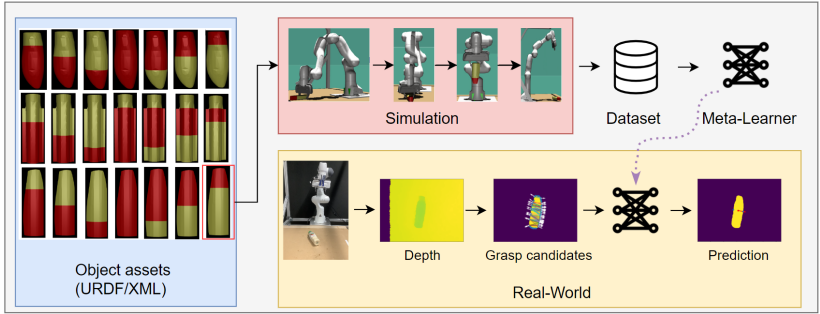 Simulation
Dataset
Meta-Learner
Object assets
(URDF/XML)
Depth
Grasp candidates
Prediction
Real-World